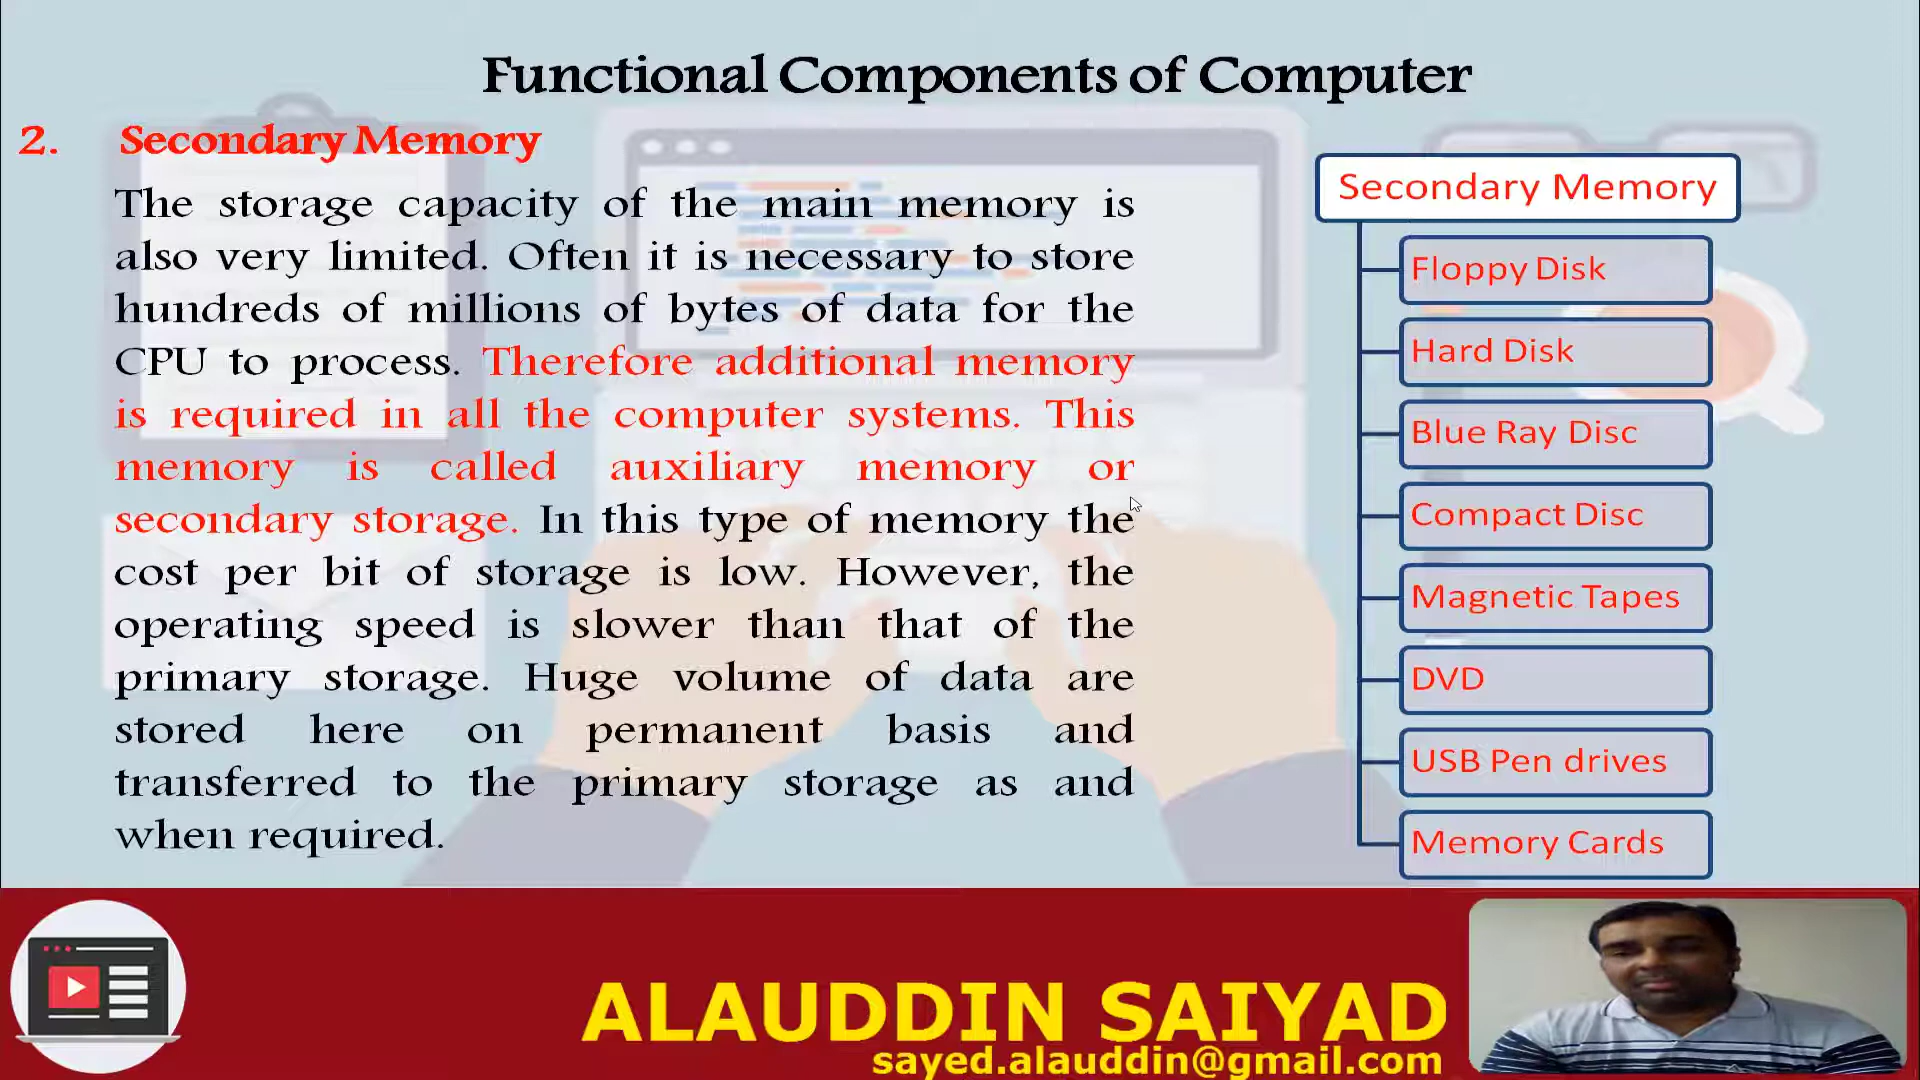 Functional Components of Computer
2. Secondary Memory
The storage capacity of the main memory is
also very limited. Often it is necessary to store
hundreds of millions of bytes of data for the
CPU to process. Therefore additional memory
is required in all the computer systems. This
memory is called auxiliary memory or
secondary storage. In this type of memory the
cost per bit of storage is low. However, the
operating speed is slower than that of the
primary storage. Huge volume of data are
stored here on permanent basis and
transferred to the primary storage as and
when required.
Secondary Memory
Floppy Disk
Hard Disk
Blue Ray Disc
Compact Disc
Magnetic Tapes
DVD
USB Pen drives
Memory Cards
ALAUDDIN SAIYAD
sayed.alauddin@gmail.com